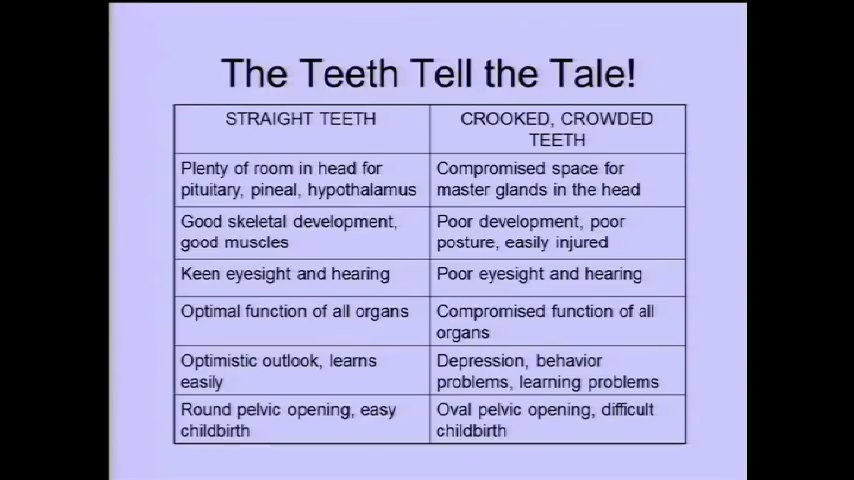 The Teeth Tell the Tale!
STRAIGHT TEETH
CROOKED, CROWDED
TEETH
Plenty of room in head for
pituitary, pineal, hypothalamus
Compromised space for
master glands in the head
Good skeletal development,
good muscles
Poor development, poor
posture, easily injured
Keen eyesight and hearing
Poor eyesight and hearing
Optimal function of all organs
Compromised function of all
organs
Optimistic outlook, learns
easily
Depression, behavior
problems, learning problems
Round pelvic opening, easy
childbirth
Oval pelvic opening, difficult
childbirth